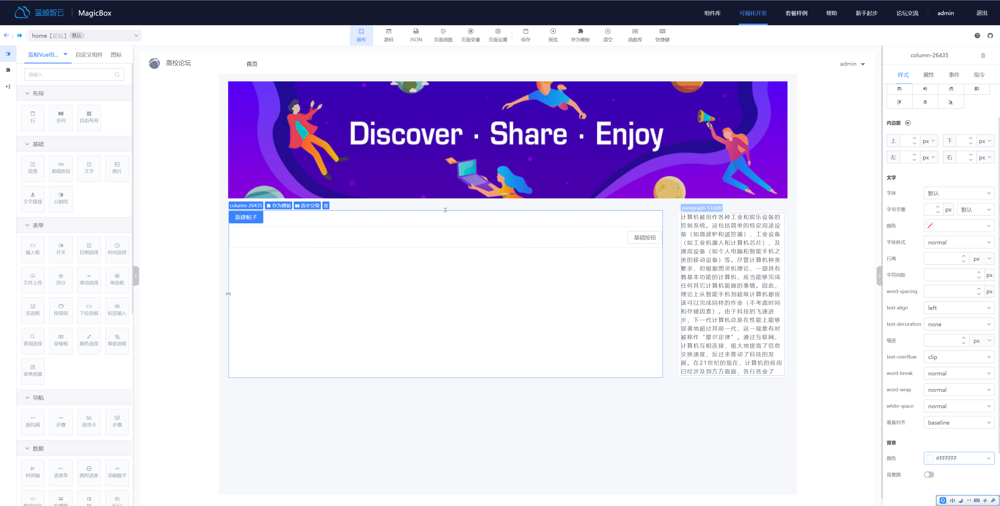 蓝鲸智云 MagicBox 组件库 可视化开发 套餐样例 帮助 新手起步 论坛交流 admin 退出
home【论坛】 默认 画布 源码 JSON 页面函数 页面变量 页面设置 保存 预览 存为模板 清空 函数库 快捷键
蓝鲸Vue组... 自定义组件 图标
请输入
布局
行 多列 自由布局
基础
段落 基础按钮 文字 图片
文字链接 分割线
表单
输入框 开关 日期选择 时间选择
文件上传 评分 滑动选择 单选框
多选框 按钮组 下拉选框 标签输入
查询选择 穿梭框 颜色选择 级联选框
表单容器
导航
面包屑 步骤 选项卡 步骤
数据
时间轴 进度条 圆形进度 动画数字
差异对比 轮播图 树 标记
高校论坛 首页 admin
Discover · Share · Enjoy
column-26435 存为模板 选中父级
新建帖子
基础按钮
paragraph-51dd0
计算机被用作各种工业和娱乐设备的
控制系统。这包括简单的特定用途设
备（如微波炉和遥控器）、工业设备
（如工业机器人和计算机芯片），及
通用设备（如个人电脑和智能手机之
类的移动设备）等。尽管计算机种类
繁多，但根据图灵机理论，一部具有
着基本功能的计算机，应当能够完成
任何其它计算机能做的事情。因此，
理论上从智能手机到超级计算机都应
该可以完成同样的作业（不考虑时间
和存储因素）。由于科技的飞速进
步，下一代计算机总是在性能上能够
显著地超过其前一代，这一现象有时
被称作“摩尔定律”。通过互联网，
计算机互相连接，极大地提高了信息
交换速度，反过来推动了科技的发
展。在21世纪的现在，计算机的应用
已经涉及到方方面面，各行各业了
column-26435
样式 属性 事件 指令
内边距
上 px 下 px
左 px 右 px
文字
字体 默认
字号字重 px 默认
颜色
字体样式 normal
行高 px
字符间距 px
word-spacing px
text-align left
text-decoration none
缩进 px
text-overflow clip
word-break normal
word-wrap normal
white-space normal
垂直对齐 baseline
背景
颜色 #FFFFFF
背景图
中